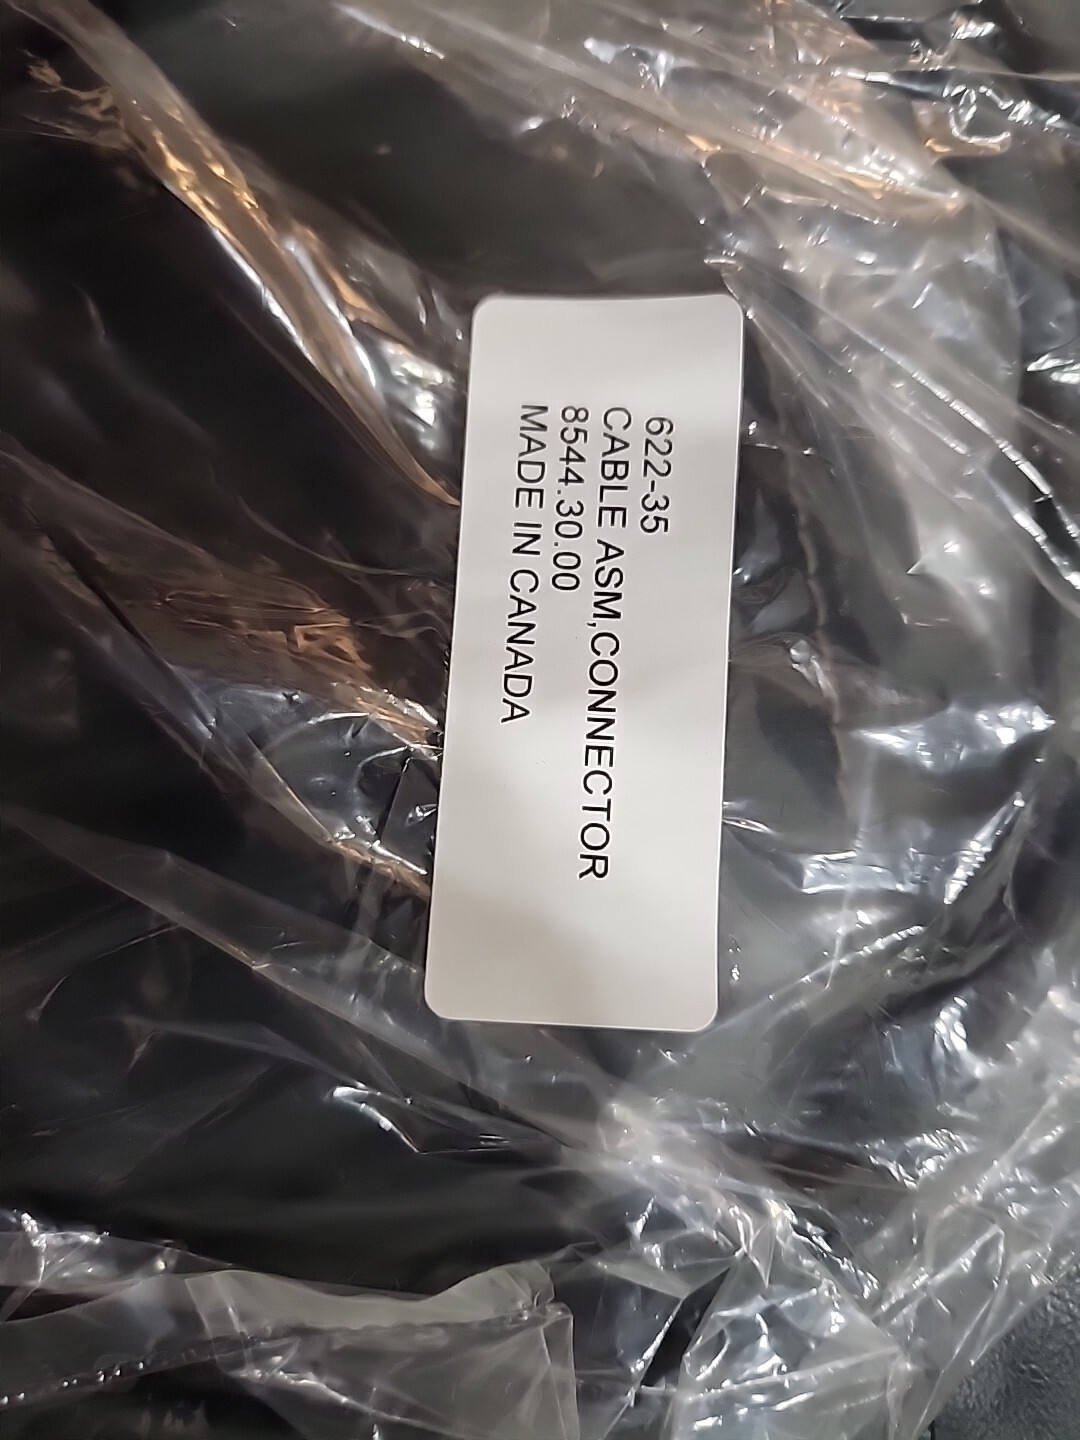 622-35
CABLE ASM,CONNECTOR
8544.30.00
MADE IN CANADA